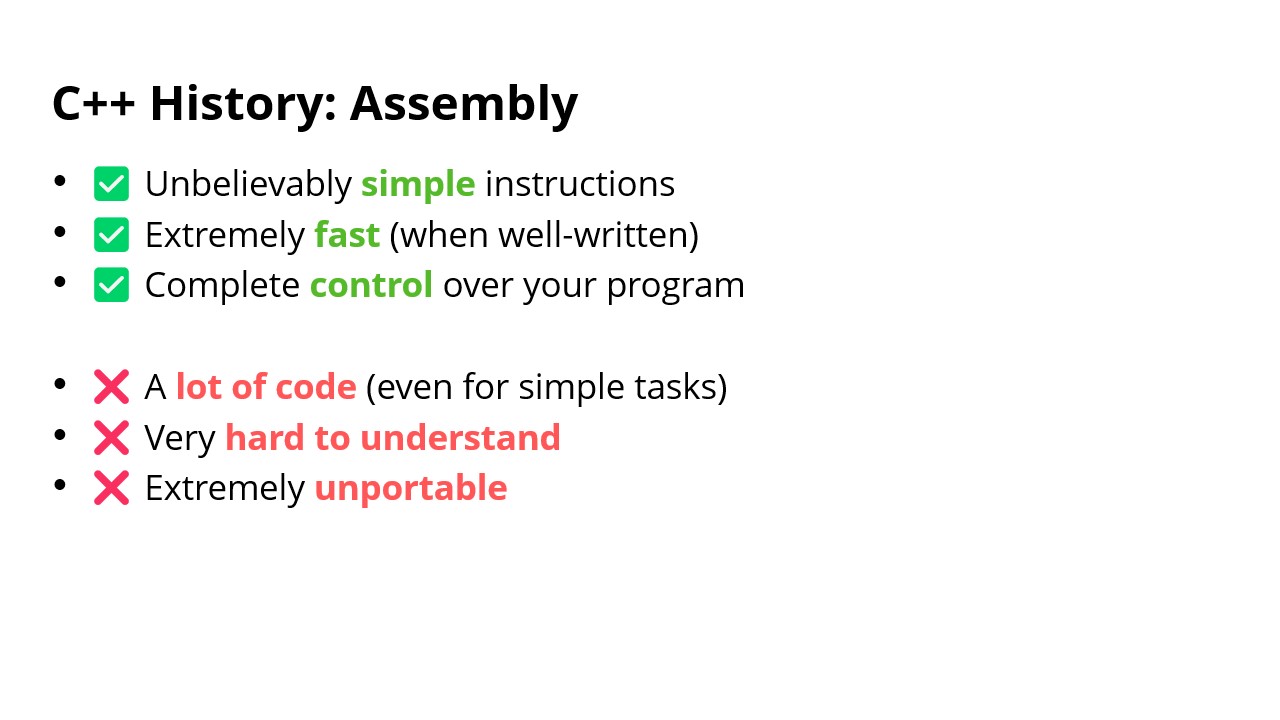 C++ History: Assembly
• ✅ Unbelievably simple instructions
• ✅ Extremely fast (when well-written)
• ✅ Complete control over your program
• ❌ A lot of code (even for simple tasks)
• ❌ Very hard to understand
• ❌ Extremely unportable